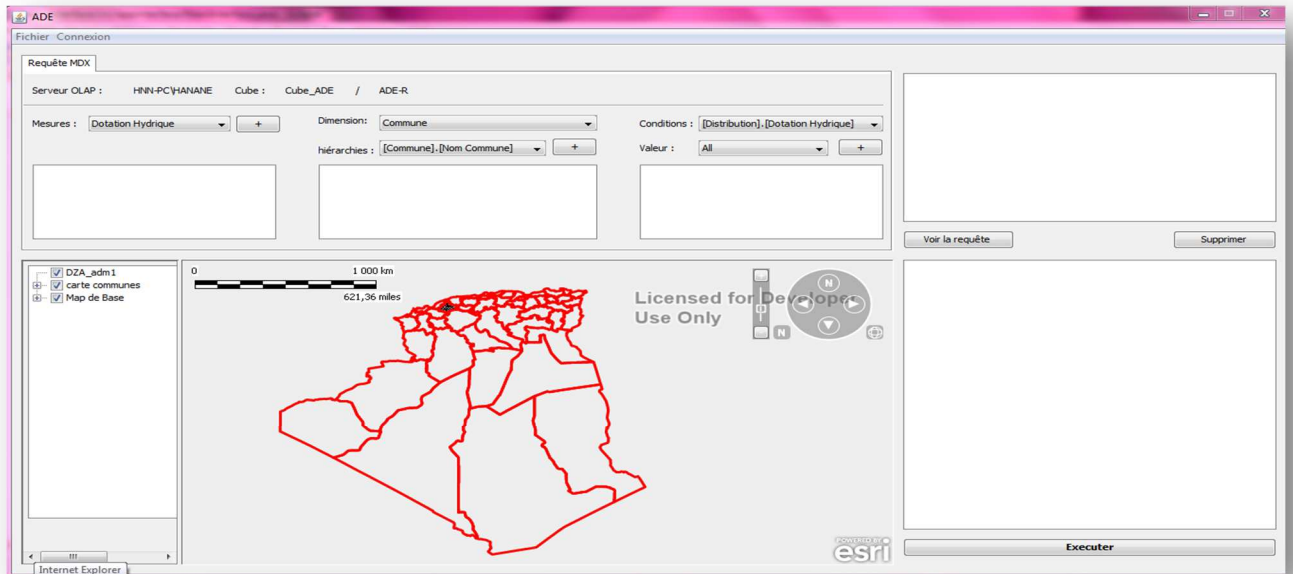 ADE
Fichier Connexion
Requête MDX
Serveur OLAP : HNN-PC\HANANE Cube : Cube_ADE / ADE-R
Mesures : Dotation Hydrique +
Dimension: Commune
hiérarchies : [Commune].[Nom Commune] +
Conditions : [Distribution].[Dotation Hydrique]
Valeur : All +
Voir la requête
Supprimer
DZA_adm1
carte communes
Map de Base
0 1 000 km
621,36 miles
Licensed for Developer
Use Only
N
N
POWERED BY
esri
Executer
Internet Explorer